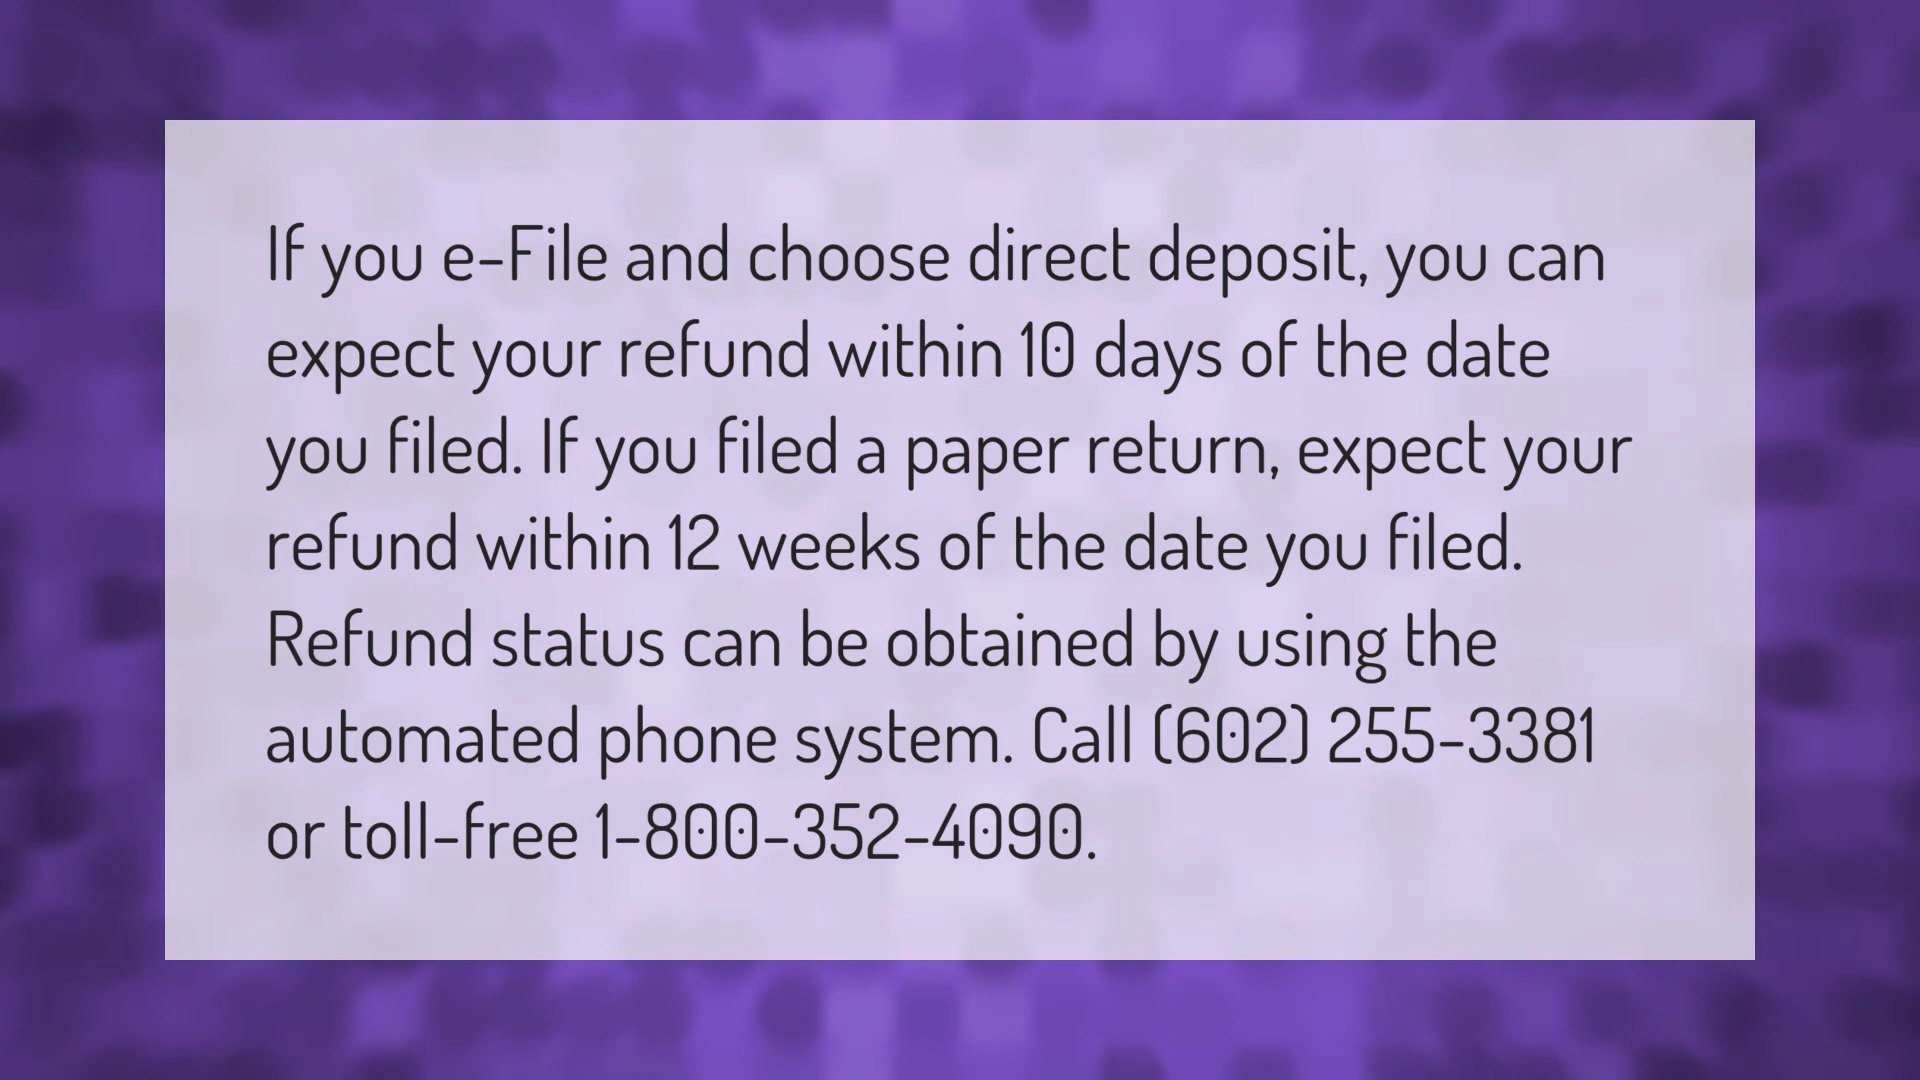 If you e-File and choose direct deposit, you can
expect your refund within 10 days of the date
you filed. If you filed a paper return, expect your
refund within 12 weeks of the date you filed.
Refund status can be obtained by using the
automated phone system. Call (602) 255-3381
or toll-free 1-800-352-4090.